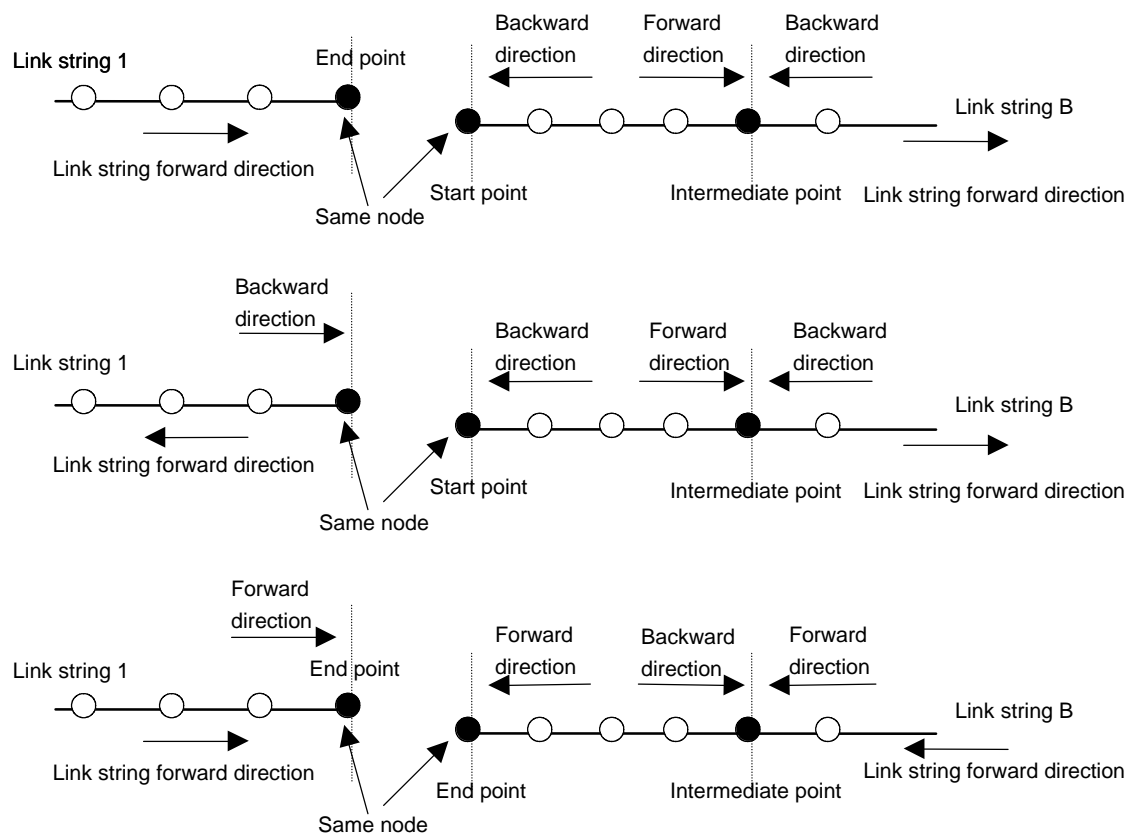 Backward direction
Forward direction
Backward direction
Link string 1
End point
Link string B
Link string forward direction
Start point
Intermediate point
Link string forward direction
Same node
Backward direction
Link string 1
Backward direction
Forward direction
Backward direction
Link string B
Link string forward direction
Start point
Intermediate point
Link string forward direction
Same node
Forward direction
Link string 1
End point
Forward direction
Backward direction
Forward direction
Link string B
Link string forward direction
End point
Intermediate point
Link string forward direction
Same node